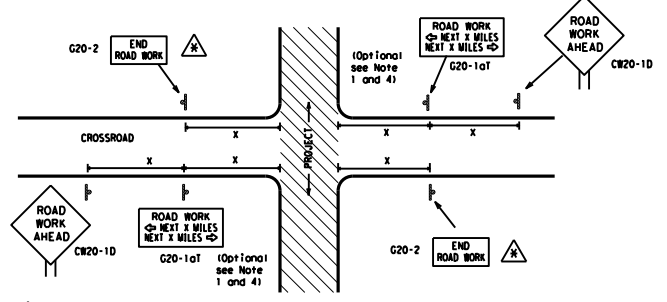 G20-2
END
ROAD WORK
*
(Optional
see Note
1 and 4)
ROAD WORK
⇦ NEXT X MILES
NEXT X MILES ⇨
G20-1aT
ROAD
WORK
AHEAD
CW20-1D
X
X
X
CROSSROAD
PROJECT
X
X
X
ROAD
WORK
AHEAD
CW20-1D
ROAD WORK
⇦ NEXT X MILES
NEXT X MILES ⇨
G20-1aT
(Optional
see Note
1 and 4)
G20-2
END
ROAD WORK
*